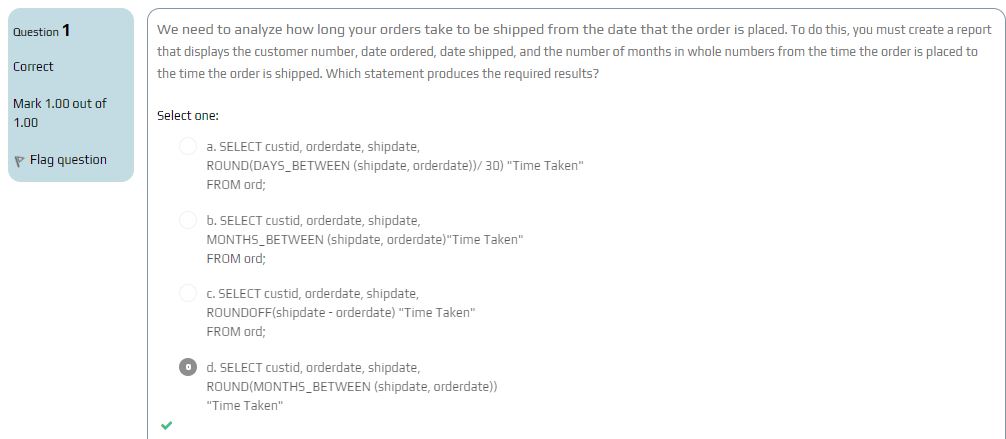 Question 1
Correct
Mark 1.00 out of
1.00
Flag question
We need to analyze how long your orders take to be shipped from the date that the order is placed. To do this, you must create a report
that displays the customer number, date ordered, date shipped, and the number of months in whole numbers from the time the order is placed to
the time the order is shipped. Which statement produces the required results?
Select one:
a. SELECT custid, orderdate, shipdate,
ROUND(DAYS_BETWEEN (shipdate, orderdate))/ 30) "Time Taken"
FROM ord;
b. SELECT custid, orderdate, shipdate,
MONTHS_BETWEEN (shipdate, orderdate)"Time Taken"
FROM ord;
c. SELECT custid, orderdate, shipdate,
ROUNDOFF(shipdate - orderdate) "Time Taken"
FROM ord;
d. SELECT custid, orderdate, shipdate,
ROUND(MONTHS_BETWEEN (shipdate, orderdate))
"Time Taken"